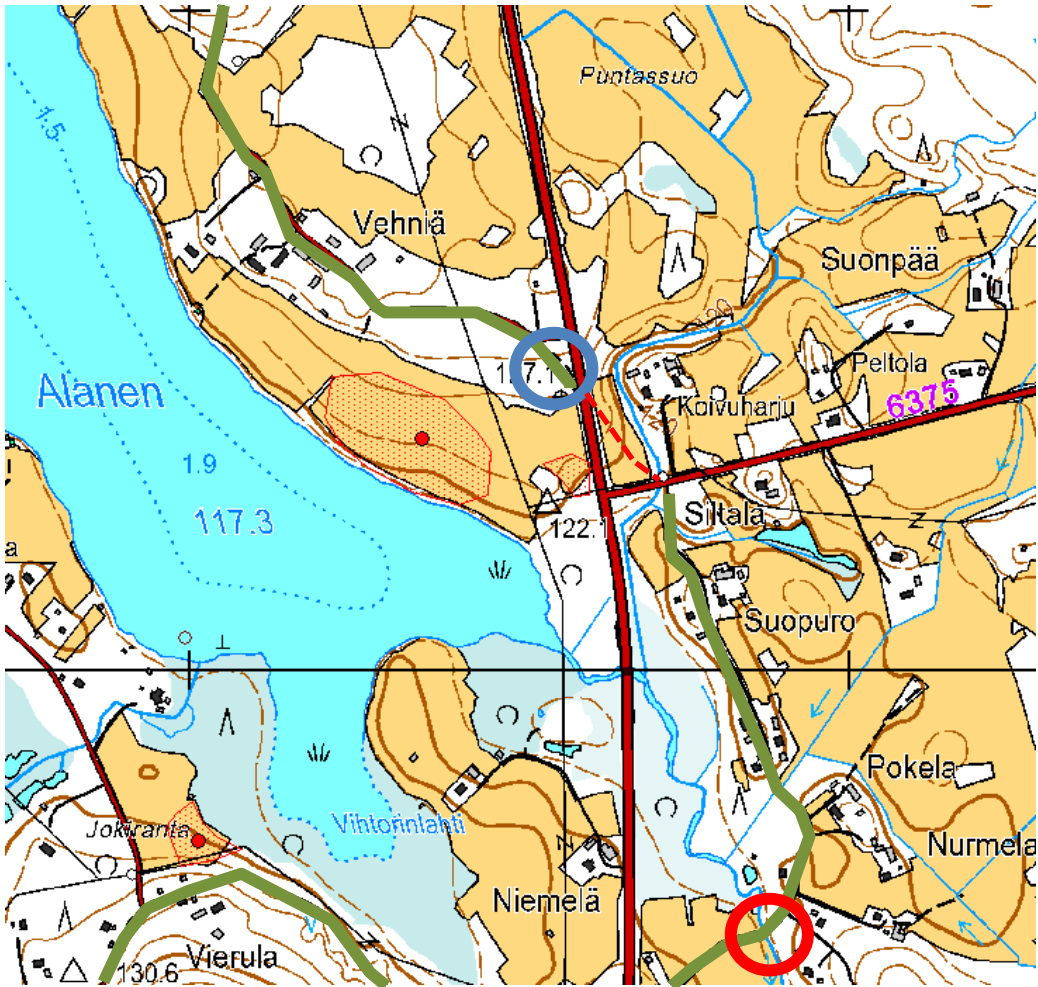 Puntassuo
1.5
Vehniä
Suonpää
Peltola
Alanen
6375
Koivuharju
1.9
117.3
Siltala
122.1
a
Suopuro
Pokela
Jokiranta
Vihtorinlahti
Nurmela
Niemelä
Vierula
130.6